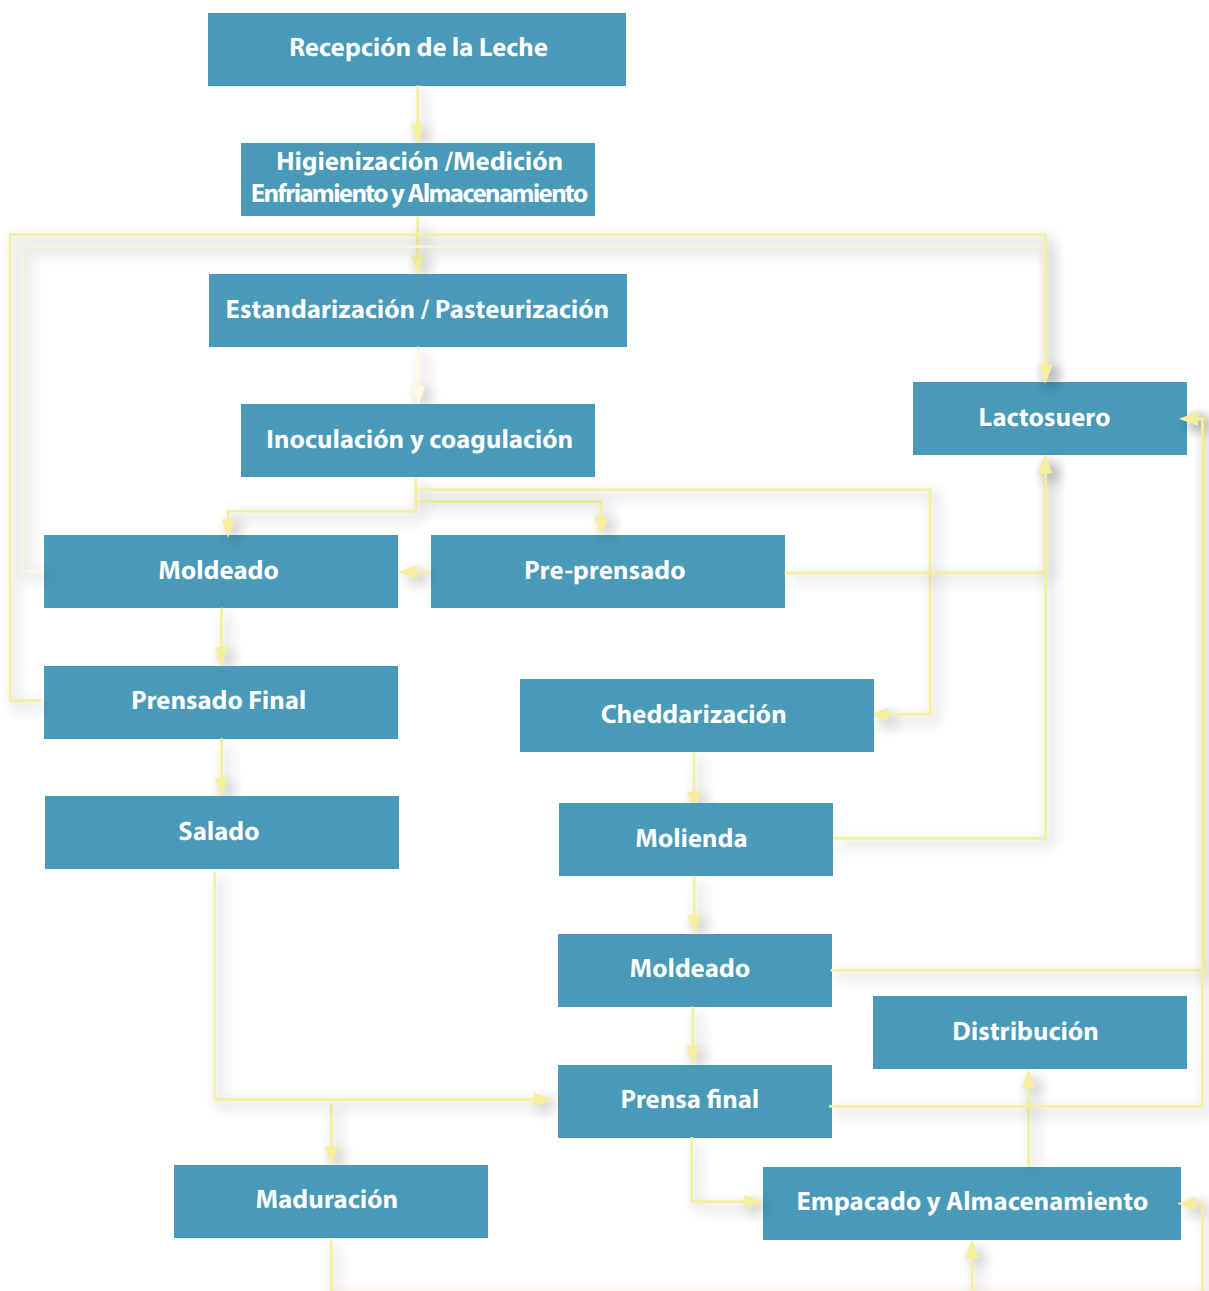 Recepción de la Leche
Higienización /Medición
Enfriamiento y Almacenamiento
Estandarización / Pasteurización
Lactosuero
Inoculación y coagulación
Moldeado
Pre-prensado
Prensado Final
Cheddarización
Salado
Molienda
Moldeado
Distribución
Prensa final
Maduración
Empacado y Almacenamiento